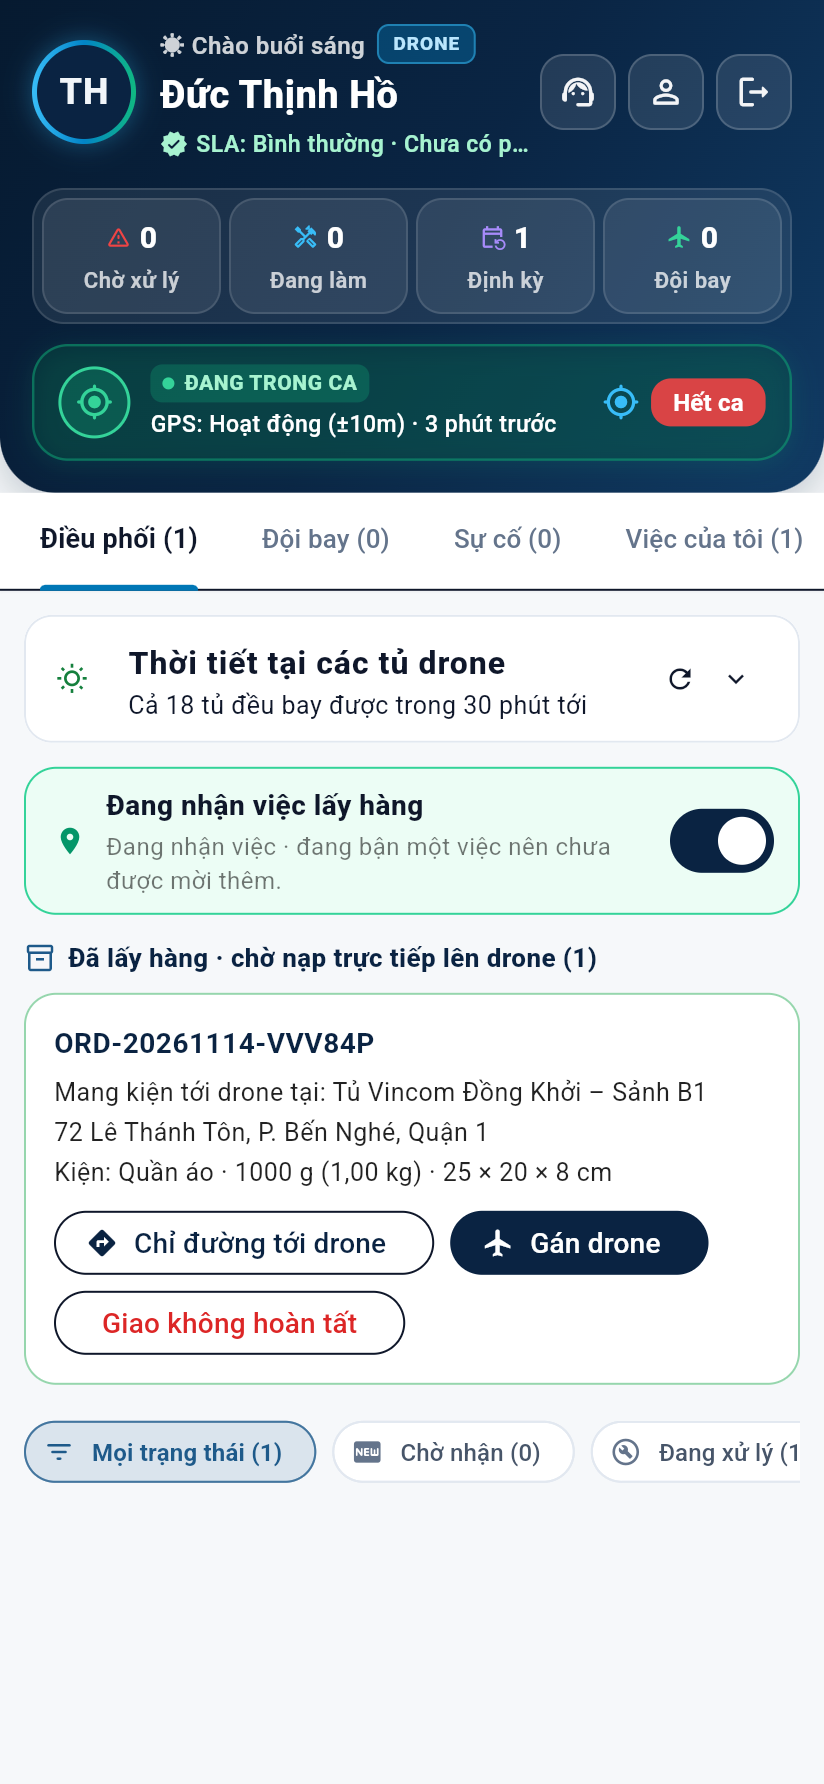 TH
Chào buổi sáng
DRONE
Đức Thịnh Hồ
SLA: Bình thường · Chưa có p...
0
Chờ xử lý
0
Đang làm
1
Định kỳ
0
Đội bay
ĐANG TRONG CA
GPS: Hoạt động (±10m) · 3 phút trước
Hết ca
Điều phối (1)
Đội bay (0)
Sự cố (0)
Việc của tôi (1)
Thời tiết tại các tủ drone
Cả 18 tủ đều bay được trong 30 phút tới
Đang nhận việc lấy hàng
Đang nhận việc · đang bận một việc nên chưa
được mời thêm.
Đã lấy hàng · chờ nạp trực tiếp lên drone (1)
ORD-20261114-VVV84P
Mang kiện tới drone tại: Tủ Vincom Đồng Khởi – Sảnh B1
72 Lê Thánh Tôn, P. Bến Nghé, Quận 1
Kiện: Quần áo · 1000 g (1,00 kg) · 25 × 20 × 8 cm
Chỉ đường tới drone
Gán drone
Giao không hoàn tất
Mọi trạng thái (1)
NEW
Chờ nhận (0)
Đang xử lý (1